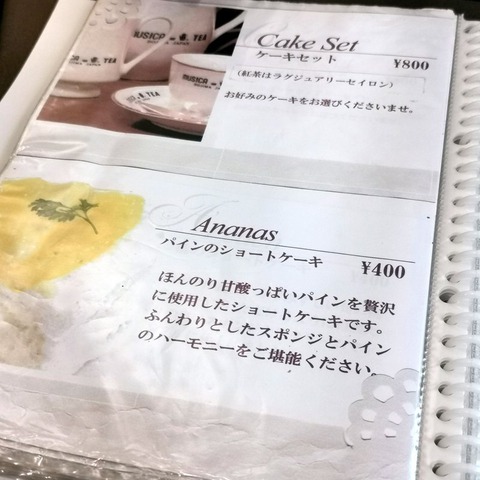 MUSICA THE TEA
Cake Set
ケーキセット ¥800
(紅茶はラグジュアリーセイロン)
お好みのケーキをお選びくださいませ。
Ananas
パインのショートケーキ ¥400
ほんのり甘酸っぱいパインを贅沢
に使用したショートケーキです。
ふんわりとしたスポンジとパイン
のハーモニーをご堪能ください。